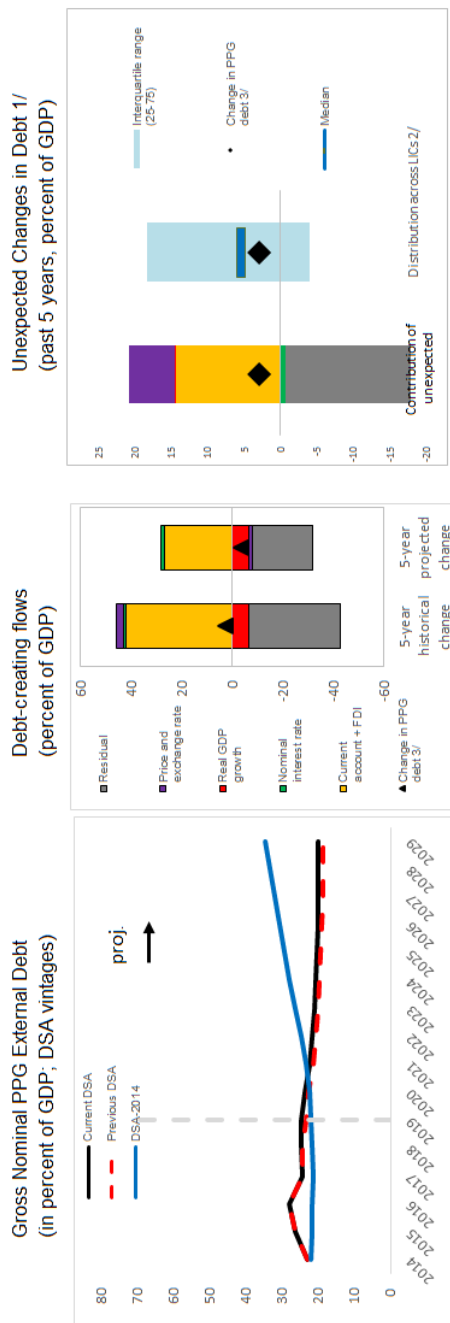 Gross Nominal PPG External Debt
(in percent of GDP; DSA vintages)
Current DSA
Previous DSA
DSA-2014
proj.
80
70
60
50
40
30
20
10
0
2014
2015
2016
2017
2018
2019
2020
2021
2022
2023
2024
2025
2026
2027
2028
2029
Debt-creating flows
(percent of GDP)
Residual
Price and
exchange rate
Real GDP
growth
Nominal
interest rate
Current
account + FDI
Change in PPG
debt 3/
60
40
20
0
-20
-40
-60
5-year
historical
change
5-year
projected
change
Unexpected Changes in Debt 1/
(past 5 years, percent of GDP)
25
20
15
10
5
0
-5
-10
-15
-20
Contribution of
unexpected
Distribution across LICs 2/
Interquartile range
(25-75)
Change in PPG
debt 3/
Median